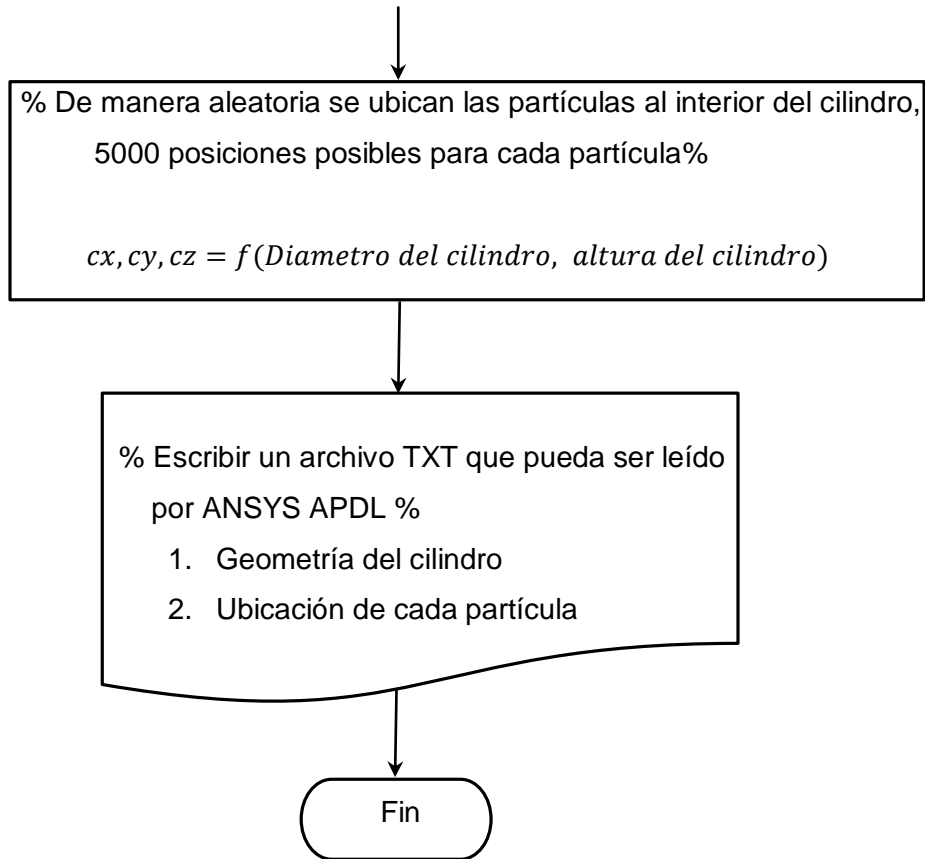 % De manera aleatoria se ubican las partículas al interior del cilindro,
5000 posiciones posibles para cada partícula%
cx, cy, cz = f(Diametro del cilindro, altura del cilindro)
% Escribir un archivo TXT que pueda ser leído
por ANSYS APDL %
1. Geometría del cilindro
2. Ubicación de cada partícula
Fin